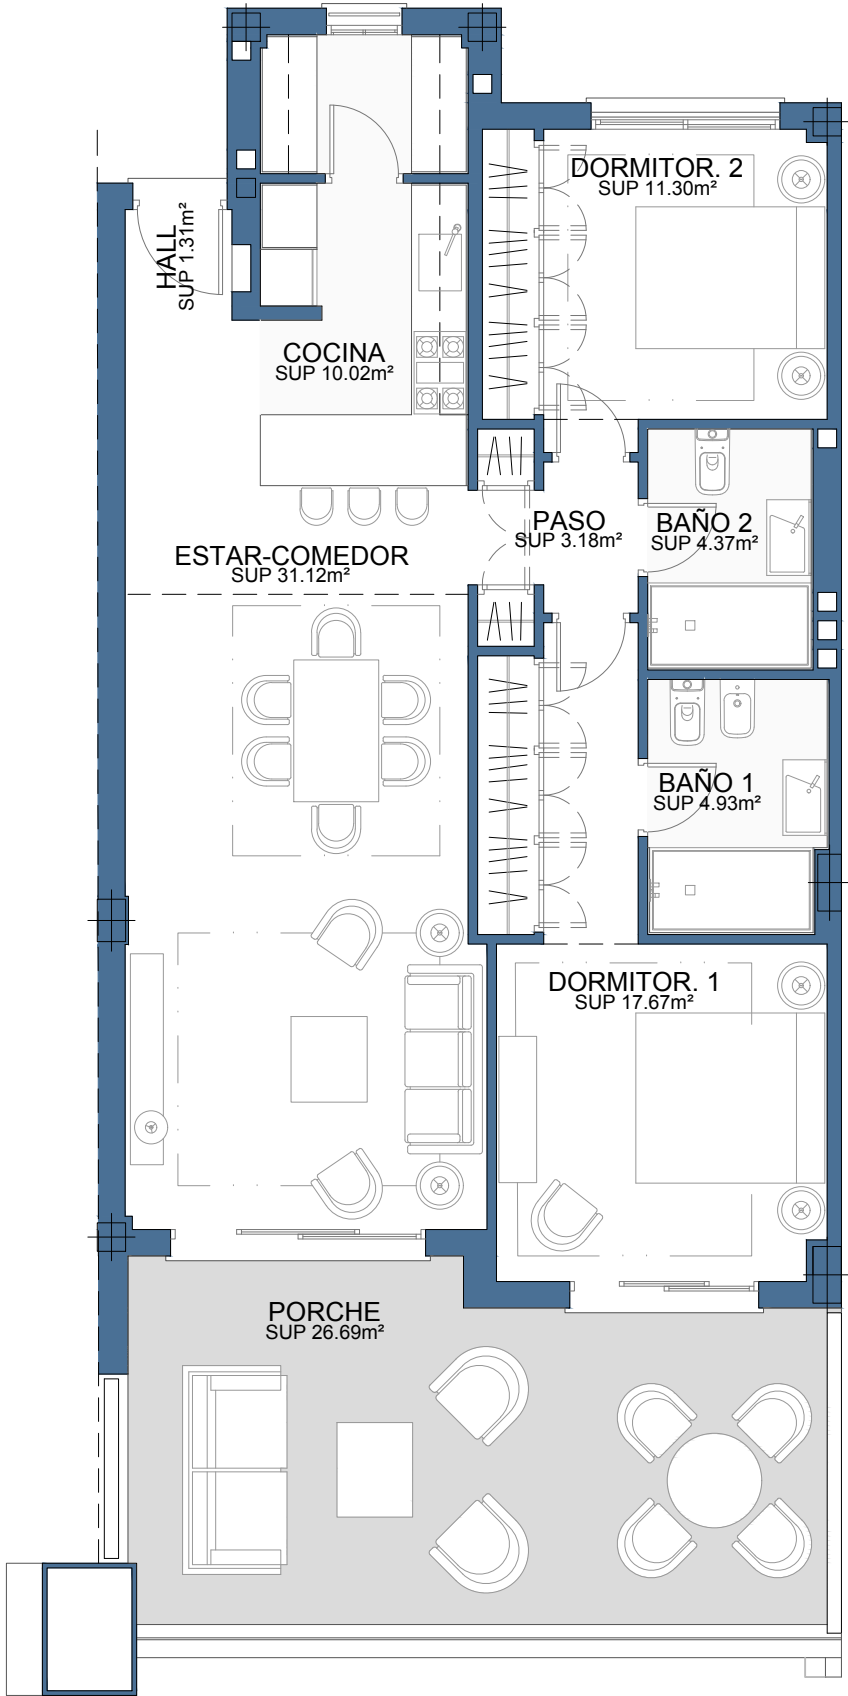 DORMITOR. 2
SUP 11.30m²
HALL
SUP 1.31m²
COCINA
SUP 10.02m²
PASO
SUP 3.18m²
BAÑO 2
SUP 4.37m²
ESTAR-COMEDOR
SUP 31.12m²
BAÑO 1
SUP 4.93m²
DORMITOR. 1
SUP 17.67m²
PORCHE
SUP 26.69m²